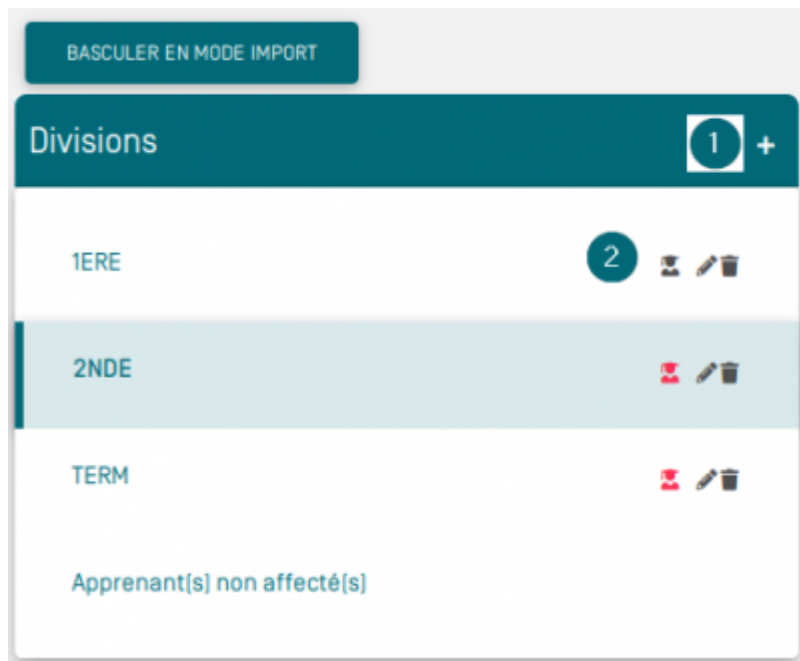 BASCULER EN MODE IMPORT
Divisions 1 +
1ERE 2
2NDE
TERM
Apprenant(s) non affecté(s)